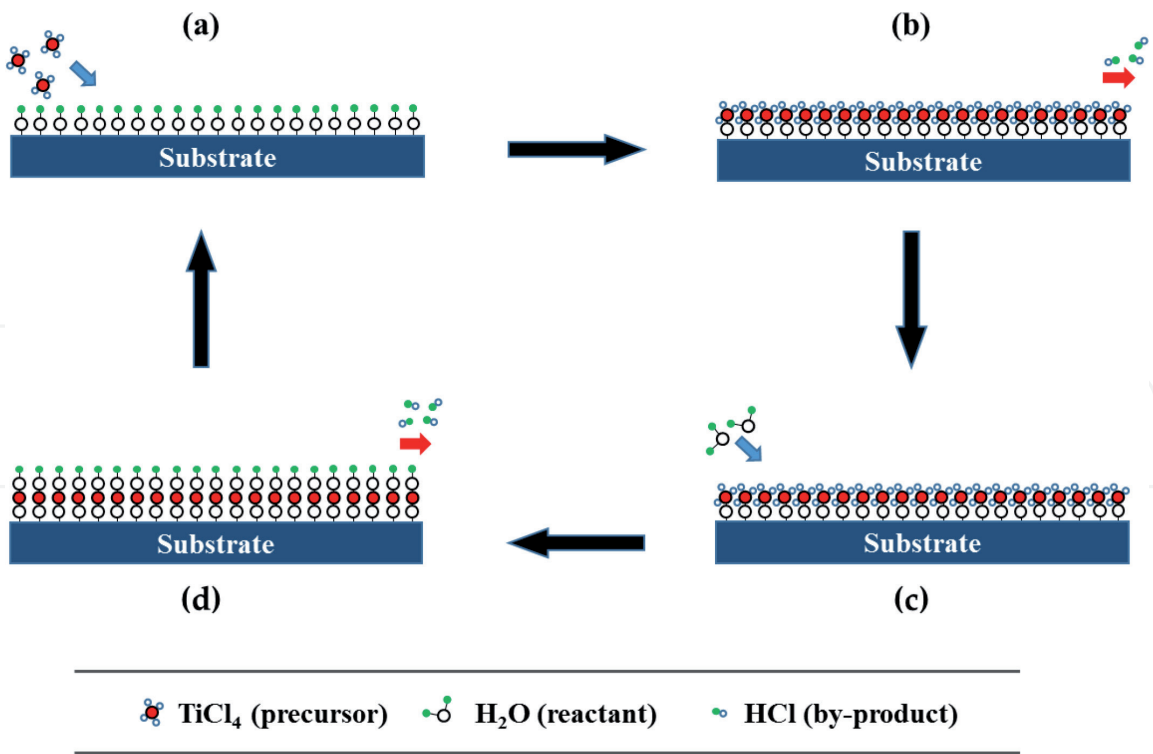 (a)
(b)
Substrate
Substrate
Substrate
Substrate
(d)
(c)
TiCl₄ (precursor) H₂O (reactant) HCl (by-product)